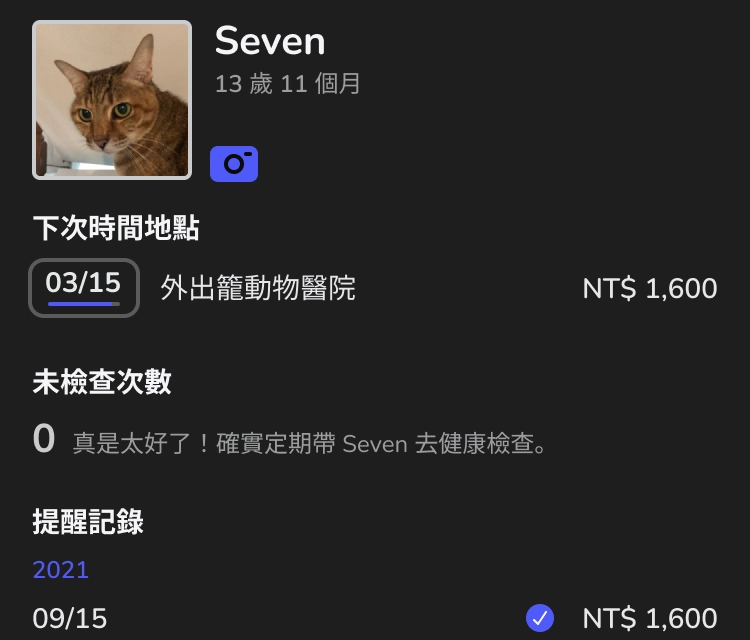 Seven
13 歲 11 個月
下次時間地點
03/15 外出籠動物醫院 NT$ 1,600
未檢查次數
0 真是太好了！確實定期帶 Seven 去健康檢查。
提醒記錄
2021
09/15 NT$ 1,600